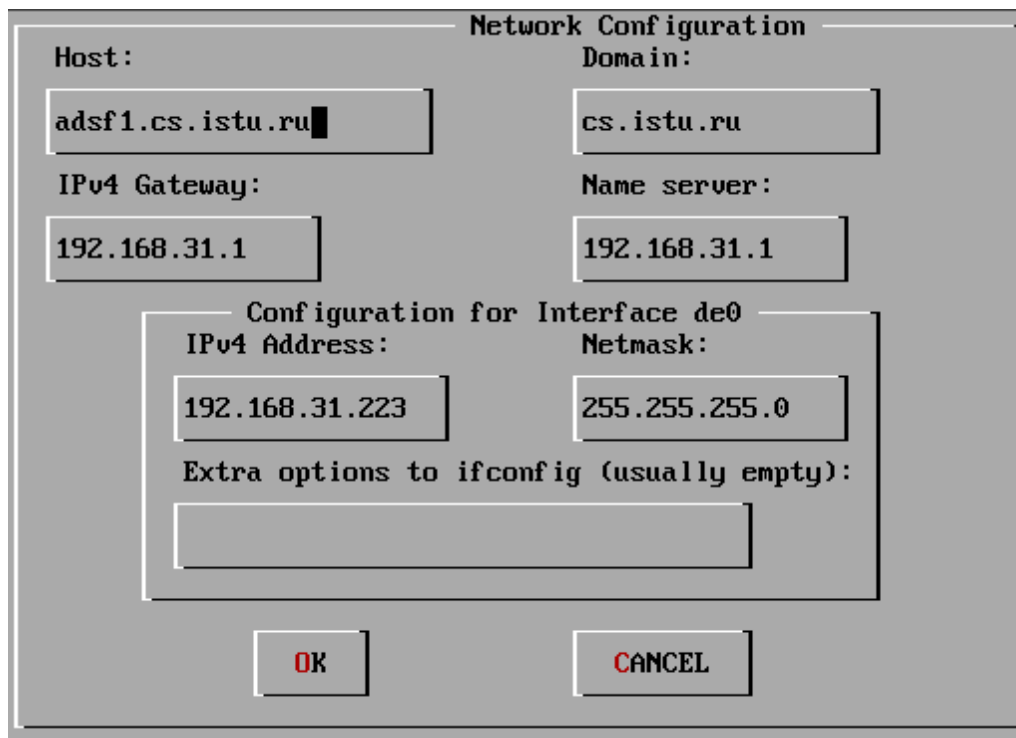 Network Configuration
Host: Domain:
adsf1.cs.istu.ru cs.istu.ru
IPv4 Gateway: Name server:
192.168.31.1 192.168.31.1
Configuration for Interface de0
IPv4 Address: Netmask:
192.168.31.223 255.255.255.0
Extra options to ifconfig (usually empty):
OK CANCEL